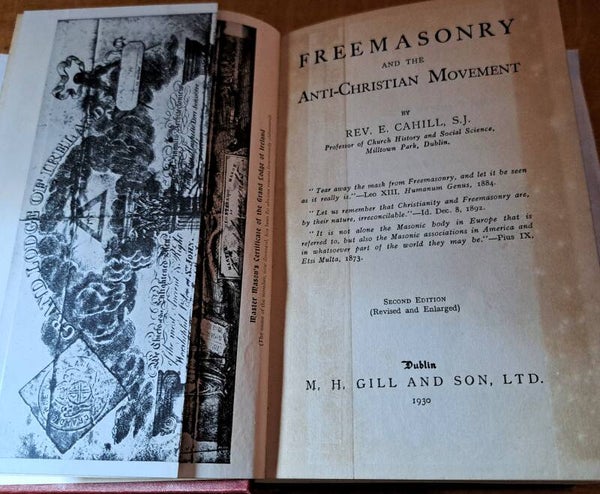 GRAND LODGE OF IREL
Master Mason's Certificate of the Grand Lodge of Ireland
FREEMASONRY
AND THE
ANTI-CHRISTIAN MOVEMENT
BY
REV. E. CAHILL, S.J.
Professor of Church History and Social Science,
Milltown Park, Dublin.
"Tear away the mask from Freemasonry, and let it be seen
as it really is."—Leo XIII, Humanum Genus, 1884.
"Let us remember that Christianity and Freemasonry are,
by their nature, irreconcilable."—Id. Dec. 8, 1892.
"It is not alone the Masonic body in Europe that is
referred to, but also the Masonic associations in America and
in whatsoever part of the world they may be."—Pius IX,
Etsi Multa, 1873.
SECOND EDITION
(Revised and Enlarged)
Dublin
M. H. GILL AND SON, LTD.
1930